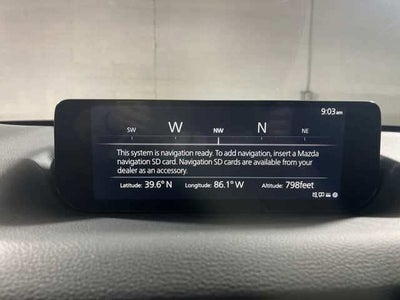 9:03am
SW W NW N NE
This system is navigation ready. To add navigation, insert a Mazda
navigation SD card. Navigation SD cards are available from your
dealer as an accessory.
Latitude: 39.6° N Longitude: 86.1° W Altitude: 798feet